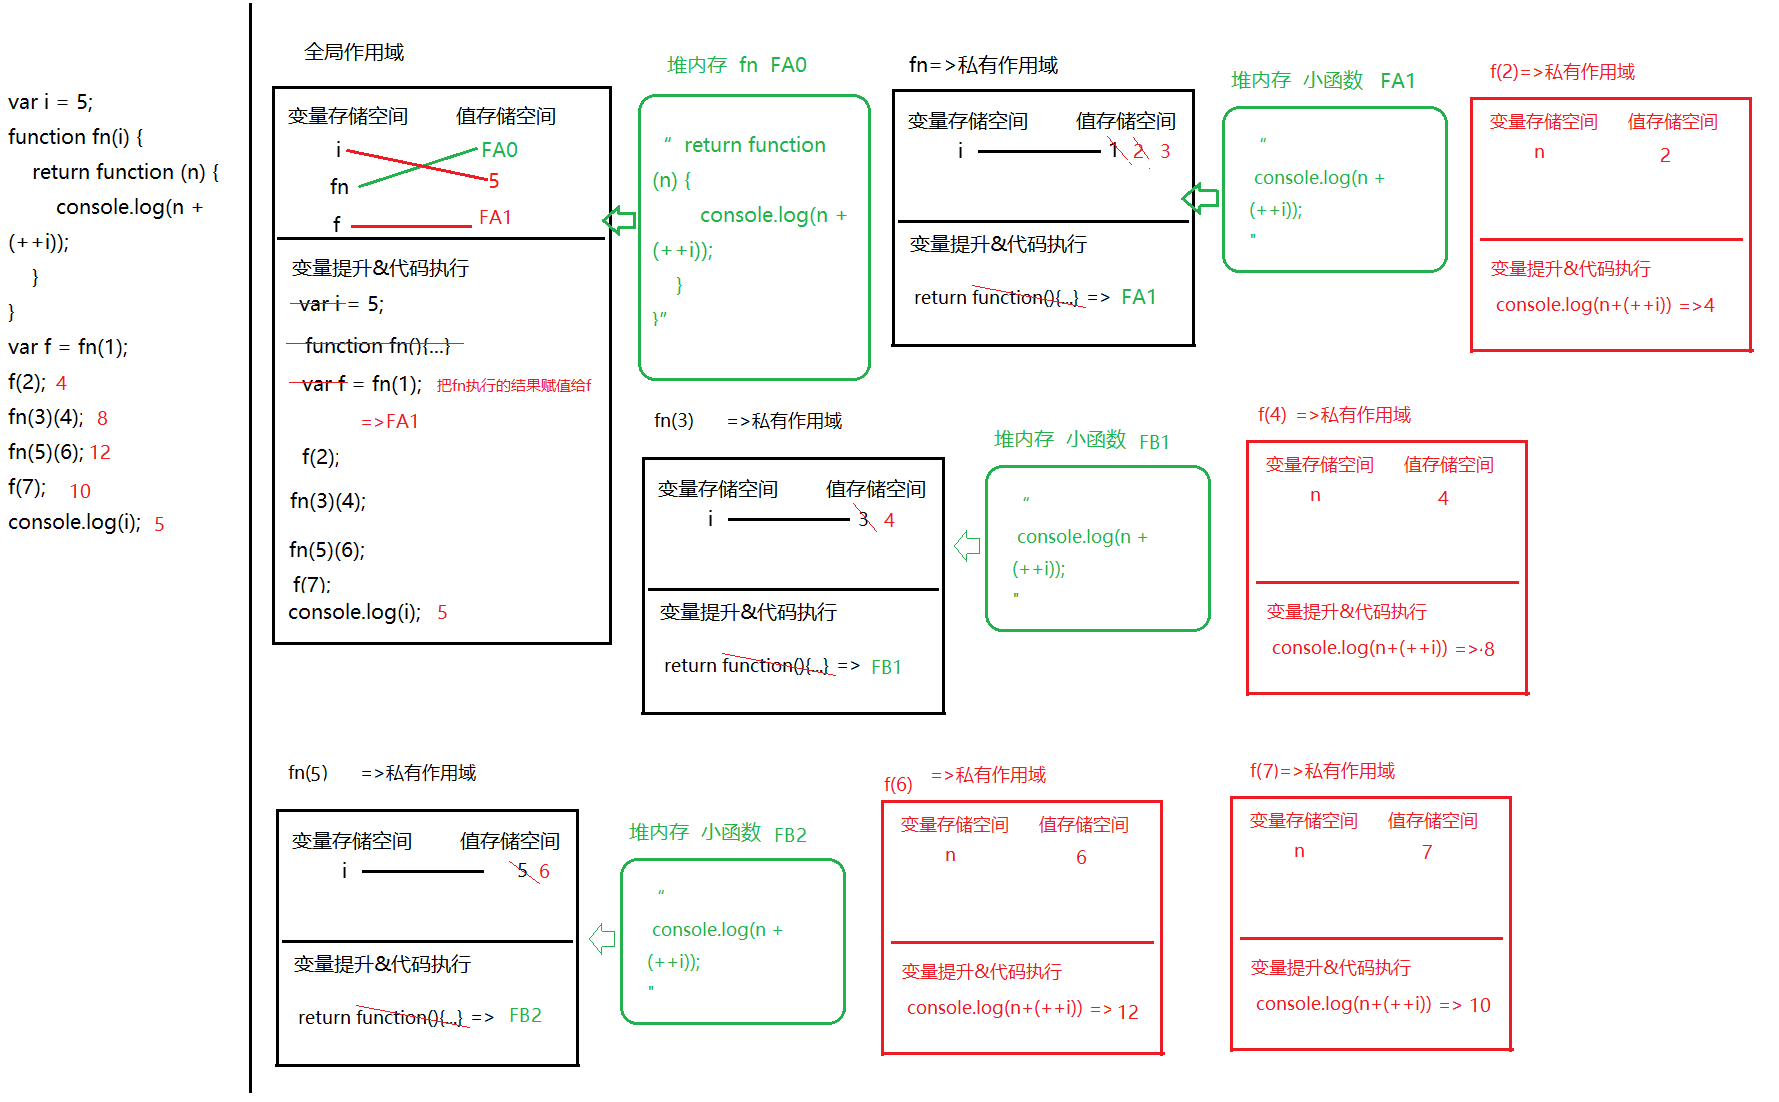 var i = 5;
function fn(i) {
return function (n) {
console.log(n +
(++i));
}
}
var f = fn(1);
f(2); 4
fn(3)(4); 8
fn(5)(6); 12
f(7); 10
console.log(i); 5
全局作用域
变量存储空间 值存储空间
i FA0
fn 5
f FA1
变量提升&代码执行
var i = 5;
function fn(){...}
var f = fn(1); 把fn执行的结果赋值给f
=>FA1
f(2);
fn(3)(4);
fn(5)(6);
f(7);
console.log(i); 5
堆内存 fn FA0
“ return function
(n) {
console.log(n +
(++i));
}
}”
fn=>私有作用域
变量存储空间 值存储空间
i 1 2 3
变量提升&代码执行
return function(){...} => FA1
堆内存 小函数 FA1
“
console.log(n +
(++i));
"
f(2)=>私有作用域
变量存储空间 值存储空间
n 2
变量提升&代码执行
console.log(n+(++i)) =>4
fn(3) =>私有作用域
变量存储空间 值存储空间
i 3 4
变量提升&代码执行
return function(){...} => FB1
堆内存 小函数 FB1
“
console.log(n +
(++i));
"
f(4) =>私有作用域
变量存储空间 值存储空间
n 4
变量提升&代码执行
console.log(n+(++i)) =>8
fn(5) =>私有作用域
变量存储空间 值存储空间
i 5 6
变量提升&代码执行
return function(){...} => FB2
堆内存 小函数 FB2
“
console.log(n +
(++i));
"
f(6) =>私有作用域
变量存储空间 值存储空间
n 6
变量提升&代码执行
console.log(n+(++i)) => 12
f(7)=>私有作用域
变量存储空间 值存储空间
n 7
变量提升&代码执行
console.log(n+(++i)) => 10